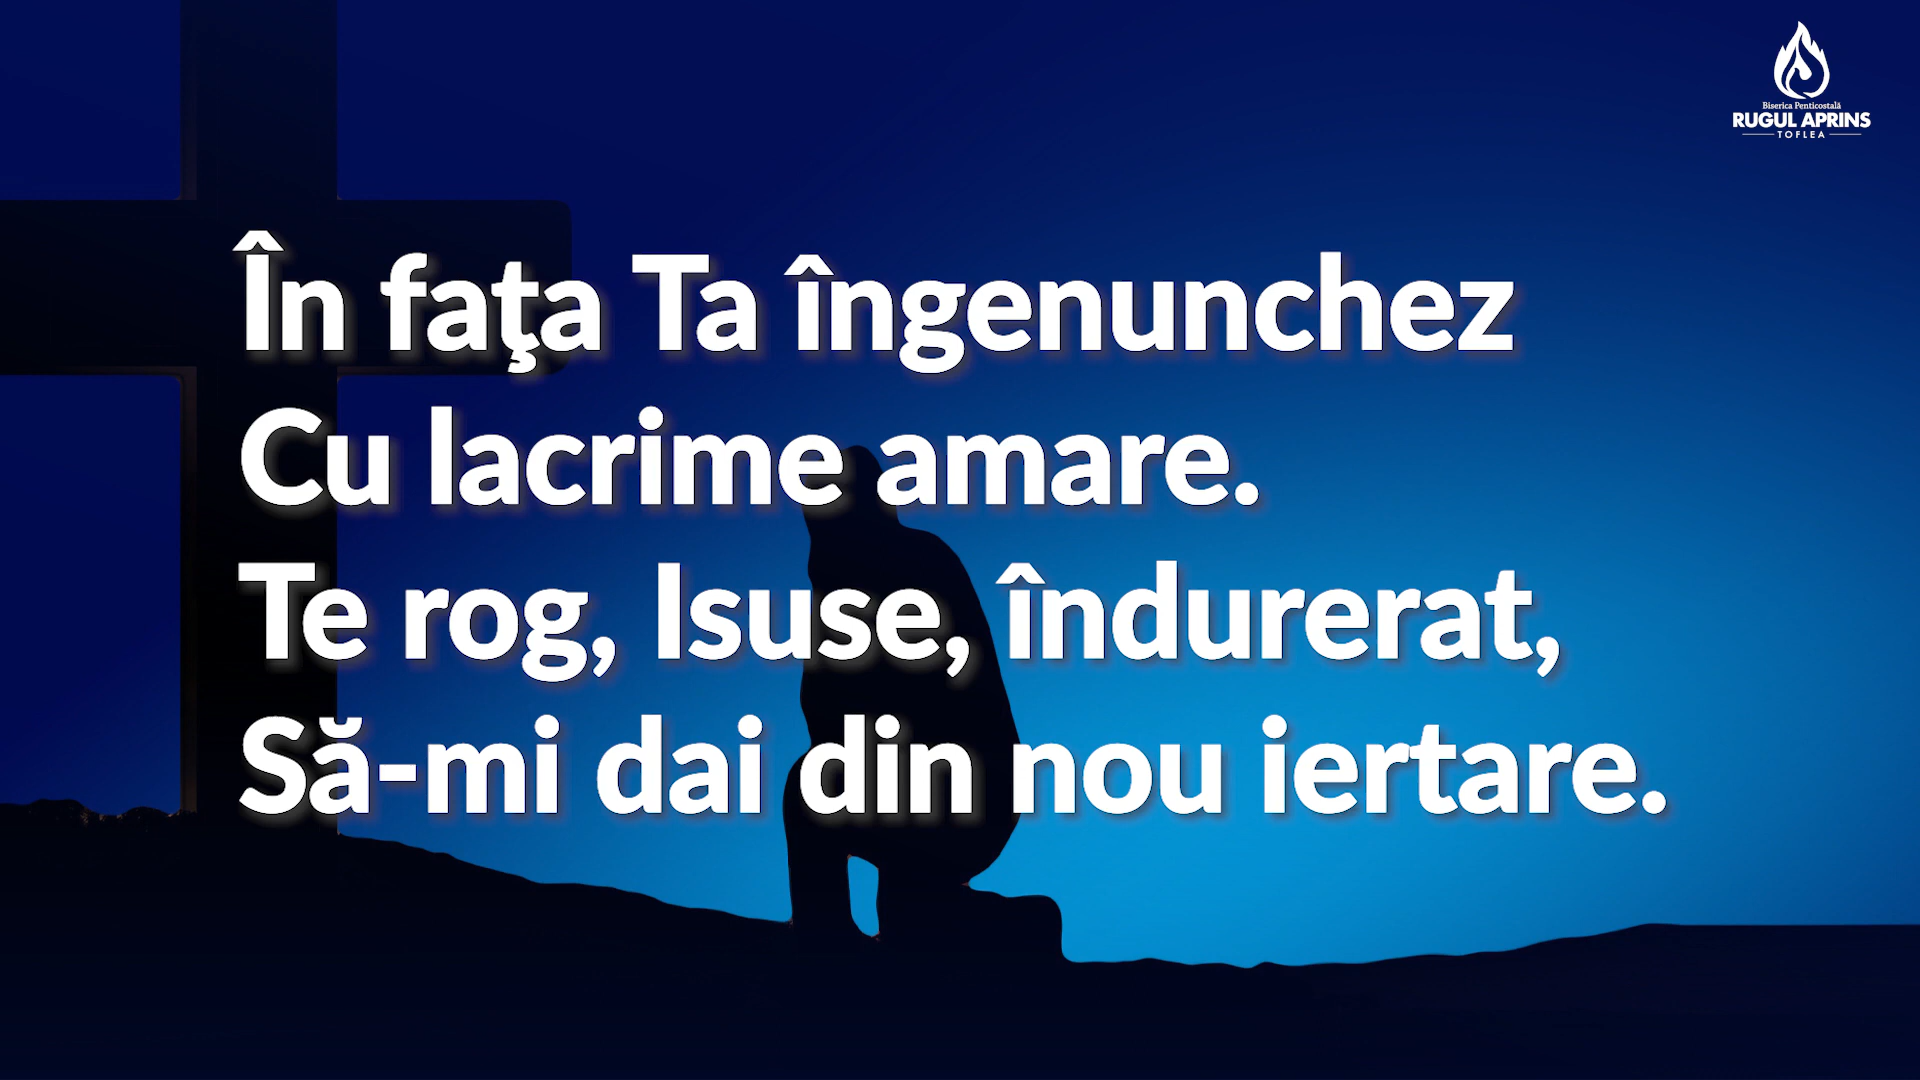 Biserica Penticostală
RUGUL APRINS
TOFLEA
În faţa Ta îngenunchez
Cu lacrime amare.
Te rog, Isuse, îndurerat,
Să-mi dai din nou iertare.